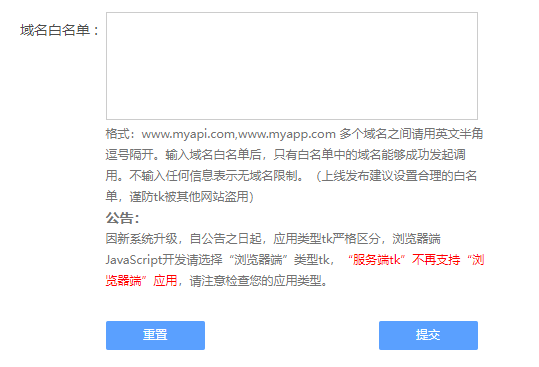 域名白名单：
格式：www.myapi.com,www.myapp.com 多个域名之间请用英文半角
逗号隔开。输入域名白名单后，只有白名单中的域名能够成功发起调
用。不输入任何信息表示无域名限制。（上线发布建议设置合理的白名
单，谨防tk被其他网站盗用）
公告：
因新系统升级，自公告之日起，应用类型tk严格区分，浏览器端
JavaScript开发请选择“浏览器端”类型tk，“服务端tk”不再支持“浏
览器端”应用，请注意检查您的应用类型。
重置 提交